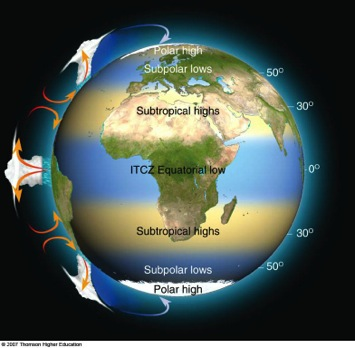 Polar high
Subpolar lows
50°
Subtropical highs
30°
ITCZ Equatorial low
0°
Subtropical highs
30°
Subpolar lows
50°
Polar high
© 2007 Thomson Higher Education